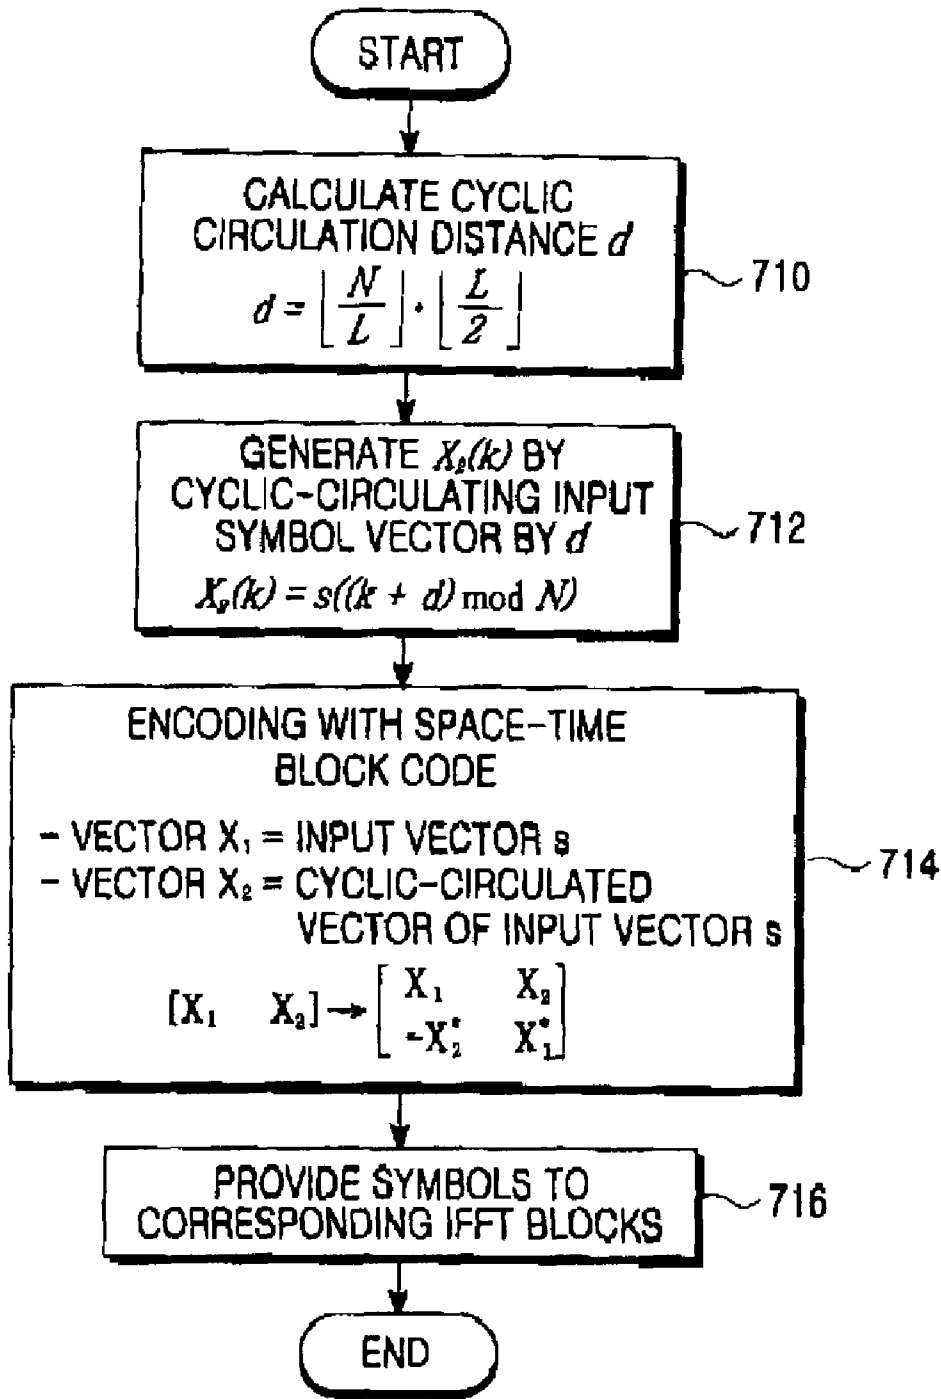 START
CALCULATE CYCLIC
CIRCULATION DISTANCE d
d = ⌊N/L⌋ · ⌊L/2⌋
710
GENERATE X₂(k) BY
CYCLIC-CIRCULATING INPUT
SYMBOL VECTOR BY d
X₂(k) = s((k + d) mod N)
712
ENCODING WITH SPACE-TIME
BLOCK CODE
- VECTOR X₁ = INPUT VECTOR s
- VECTOR X₂ = CYCLIC-CIRCULATED
VECTOR OF INPUT VECTOR s
[X₁ X₂] → [X₁ X₂
-X₂* X₁*]
714
PROVIDE SYMBOLS TO
CORRESPONDING IFFT BLOCKS
716
END